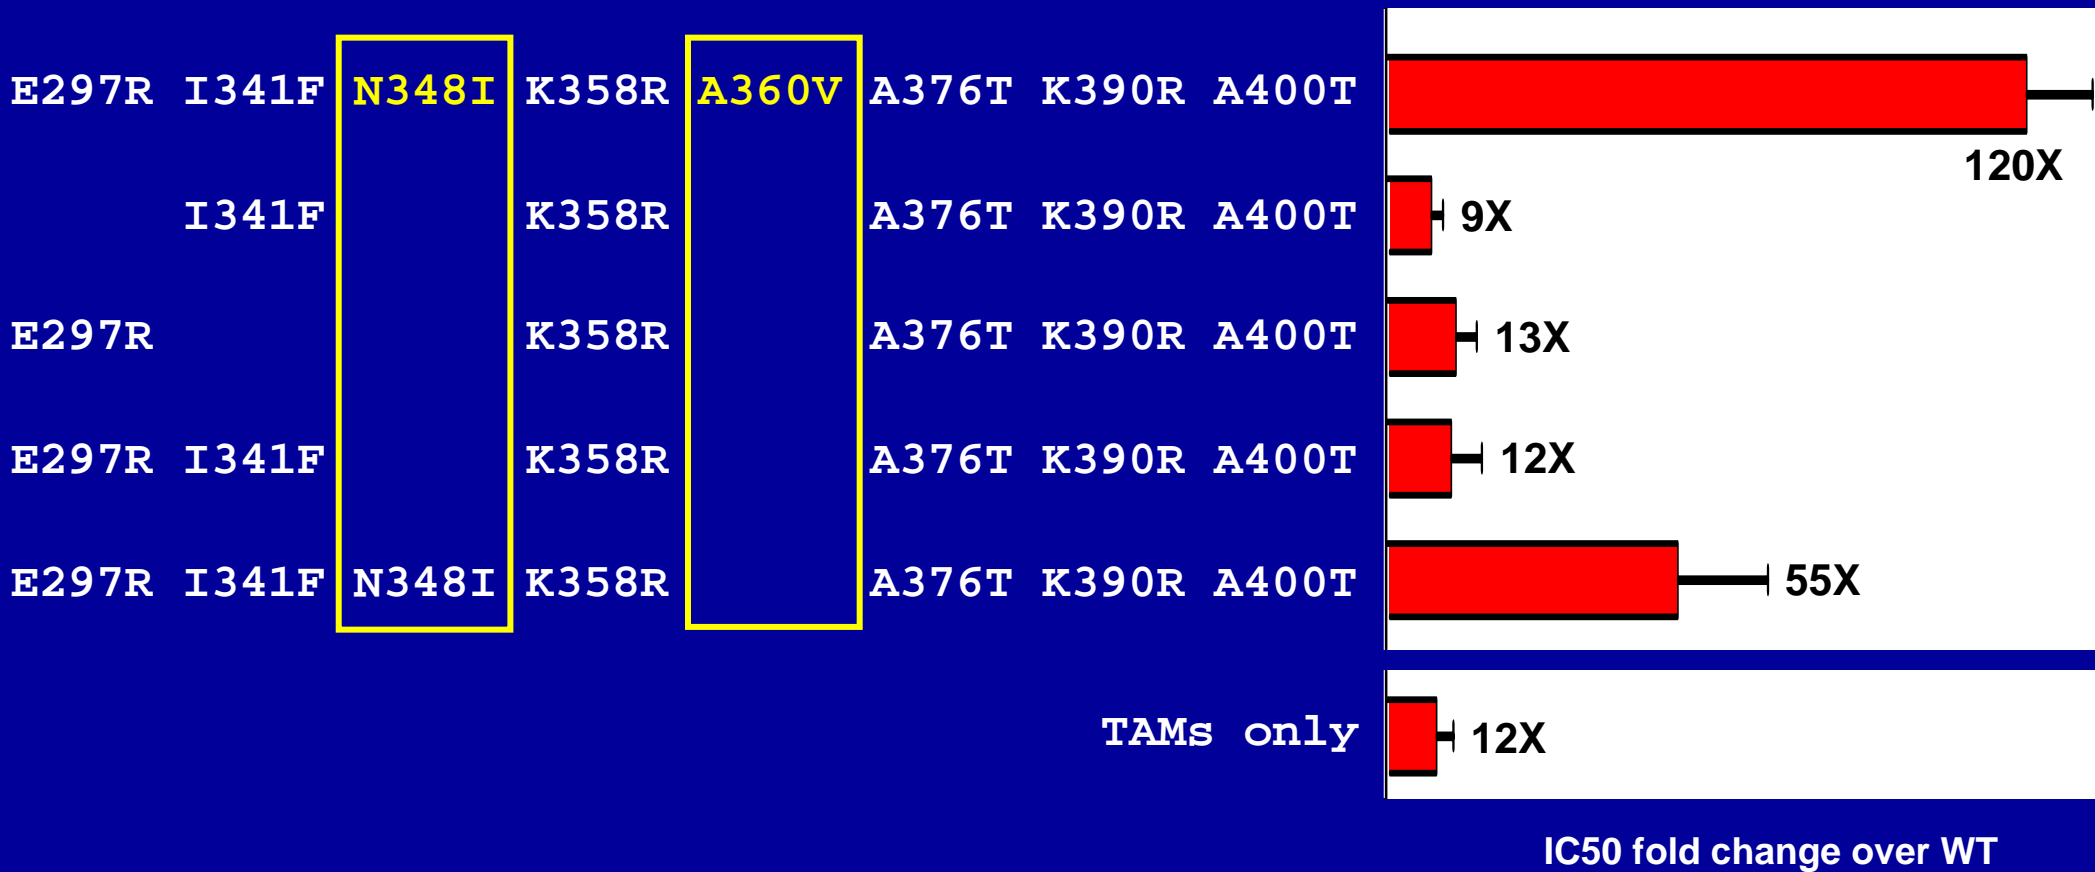 E297R I341F N348I K358R A360V A376T K390R A400T
120X
I341F K358R A376T K390R A400T 9X
E297R K358R A376T K390R A400T 13X
E297R I341F K358R A376T K390R A400T 12X
E297R I341F N348I K358R A376T K390R A400T 55X
TAMs only 12X
IC50 fold change over WT